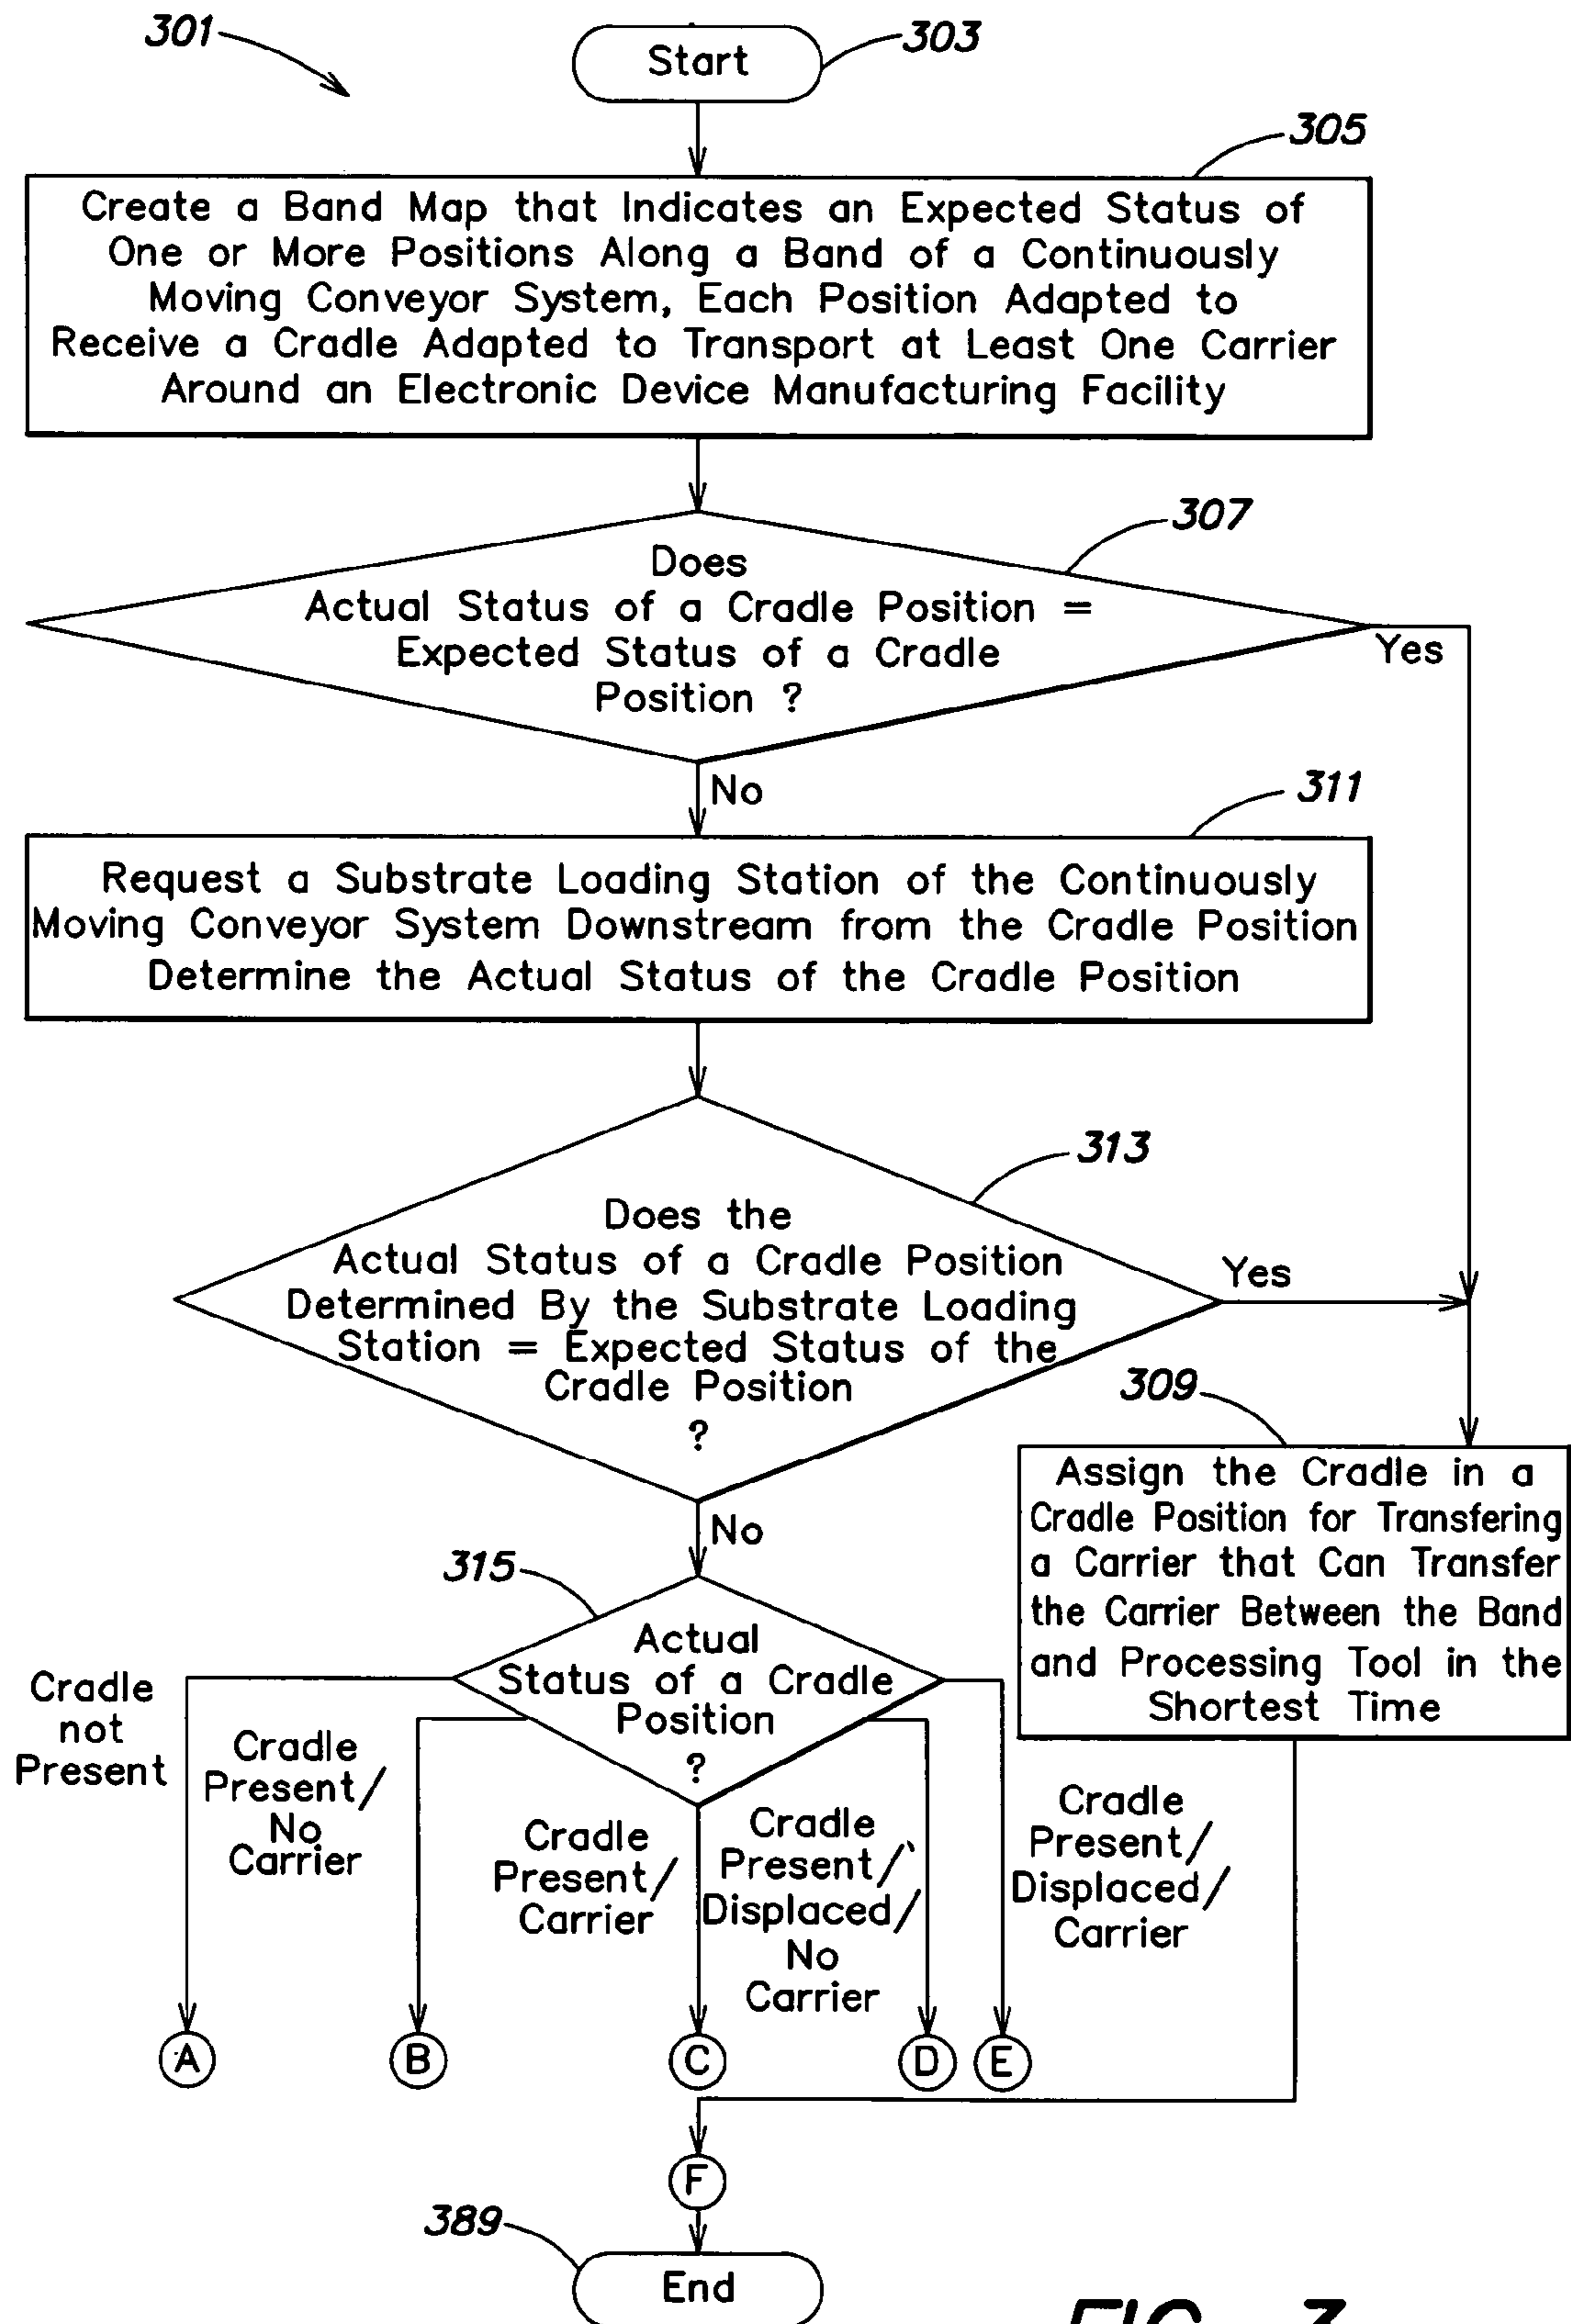 301
Start
303
305
Create a Band Map that Indicates an Expected Status of
One or More Positions Along a Band of a Continuously
Moving Conveyor System, Each Position Adapted to
Receive a Cradle Adapted to Transport at Least One Carrier
Around an Electronic Device Manufacturing Facility
307
Does
Actual Status of a Cradle Position =
Expected Status of a Cradle
Position ?
Yes
No
311
Request a Substrate Loading Station of the Continuously
Moving Conveyor System Downstream from the Cradle Position
Determine the Actual Status of the Cradle Position
313
Does the
Actual Status of a Cradle Position
Determined By the Substrate Loading
Station = Expected Status of the
Cradle Position
?
Yes
No
309
Assign the Cradle in a
Cradle Position for Transfering
a Carrier that Can Transfer
the Carrier Between the Band
and Processing Tool in the
Shortest Time
315
Actual
Status of a Cradle
Position
?
Cradle
not
Present
Cradle
Present/
No
Carrier
Cradle
Present/
Carrier
Cradle
Present/
Displaced/
No
Carrier
Cradle
Present/
Displaced/
Carrier
A
B
C
D
E
F
389
End
FIG. 3